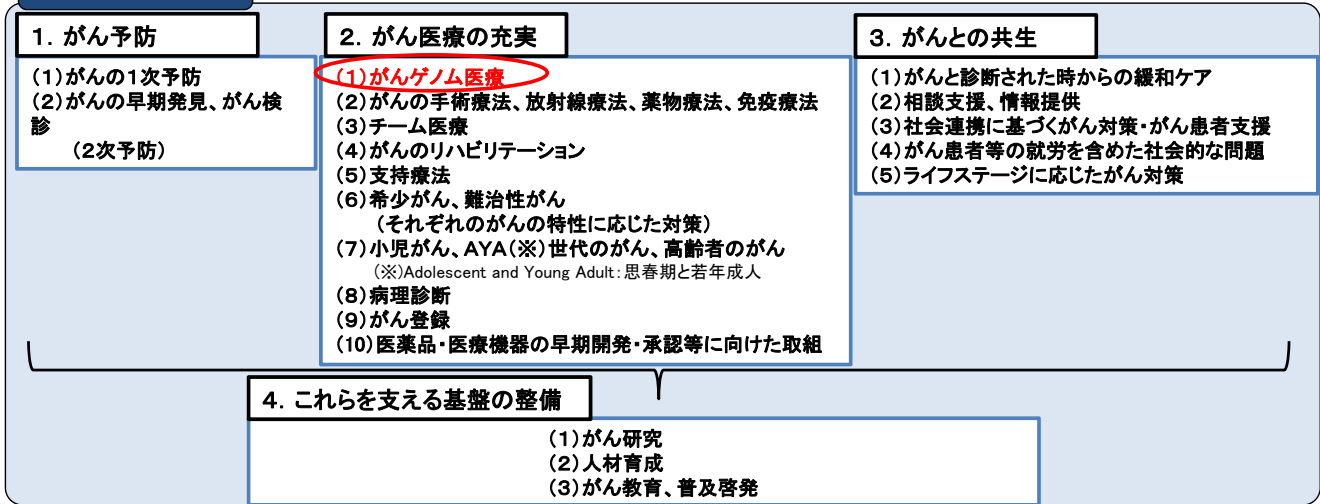 1．がん予防
（1）がんの1次予防
（2）がんの早期発見、がん検
診
（2次予防）
2．がん医療の充実
（1）がんゲノム医療
（2）がんの手術療法、放射線療法、薬物療法、免疫療法
（3）チーム医療
（4）がんのリハビリテーション
（5）支持療法
（6）希少がん、難治性がん
（それぞれのがんの特性に応じた対策）
（7）小児がん、AYA（※）世代のがん、高齢者のがん
（※）Adolescent and Young Adult：思春期と若年成人
（8）病理診断
（9）がん登録
（10）医薬品・医療機器の早期開発・承認等に向けた取組
3．がんとの共生
（1）がんと診断された時からの緩和ケア
（2）相談支援、情報提供
（3）社会連携に基づくがん対策・がん患者支援
（4）がん患者等の就労を含めた社会的な問題
（5）ライフステージに応じたがん対策
4．これらを支える基盤の整備
（1）がん研究
（2）人材育成
（3）がん教育、普及啓発